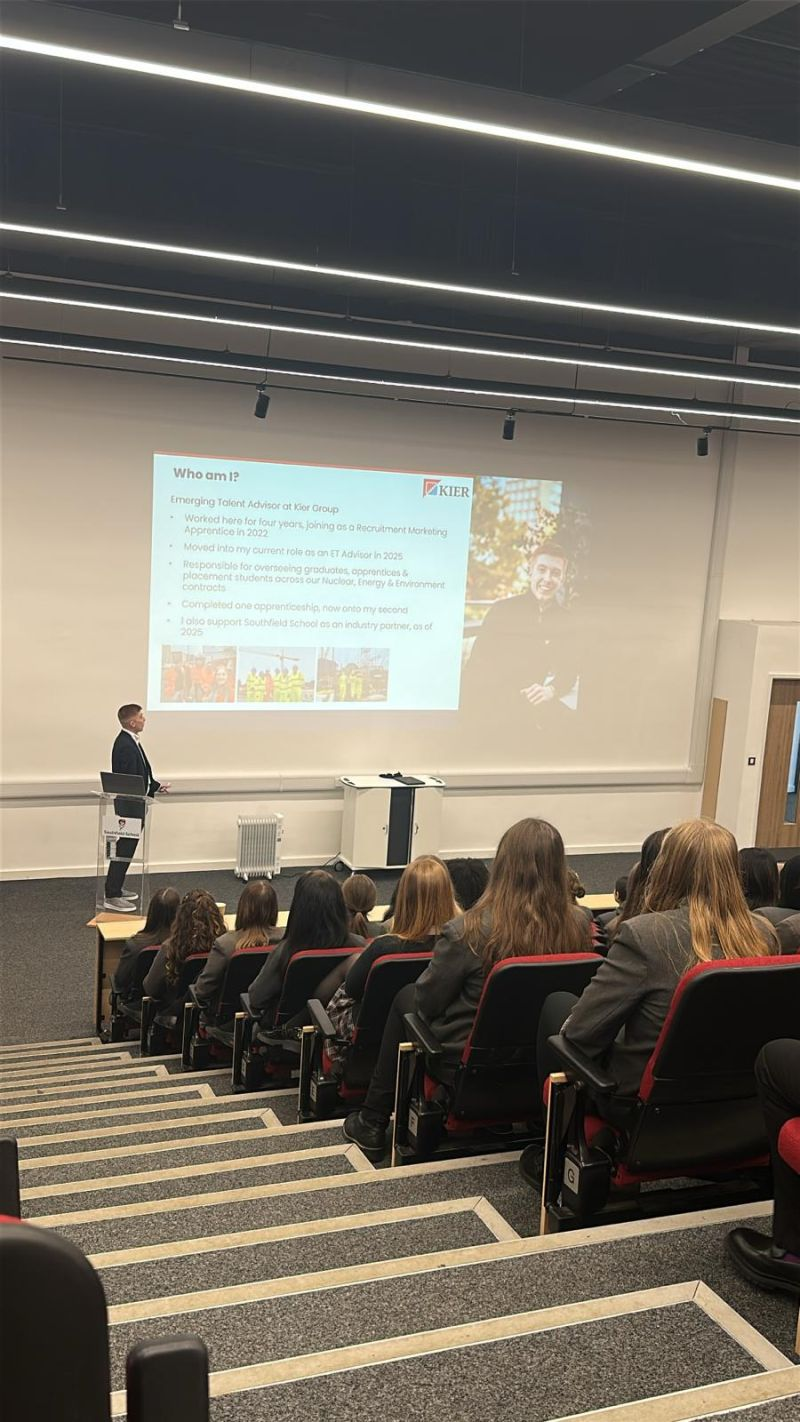 Who am I?
KIER
Emerging Talent Advisor at Kier Group
• Worked here for four years, joining as a Recruitment Marketing
Apprentice in 2022
• Moved into my current role as an ET Advisor in 2025
• Responsible for overseeing graduates, apprentices &
placement students across our Nuclear, Energy & Environment
contracts
• Completed one apprenticeship, now onto my second
• I also support Southfield School as an industry partner, as of
2025
Southfield School
F
G